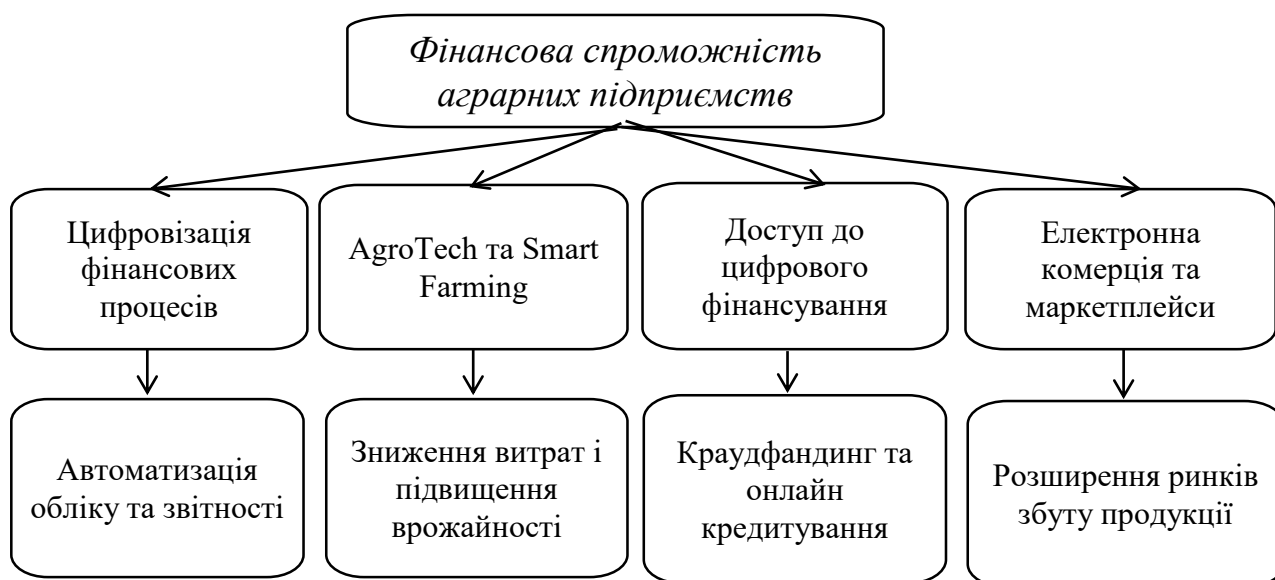 Фінансова спроможність
аграрних підприємств
Цифровізація
фінансових
процесів
AgroTech та Smart
Farming
Доступ до
цифрового
фінансування
Електронна
комерція та
маркетплейси
Автоматизація
обліку та звітності
Зниження витрат і
підвищення
врожайності
Краудфандинг та
онлайн
кредитування
Розширення ринків
збуту продукції